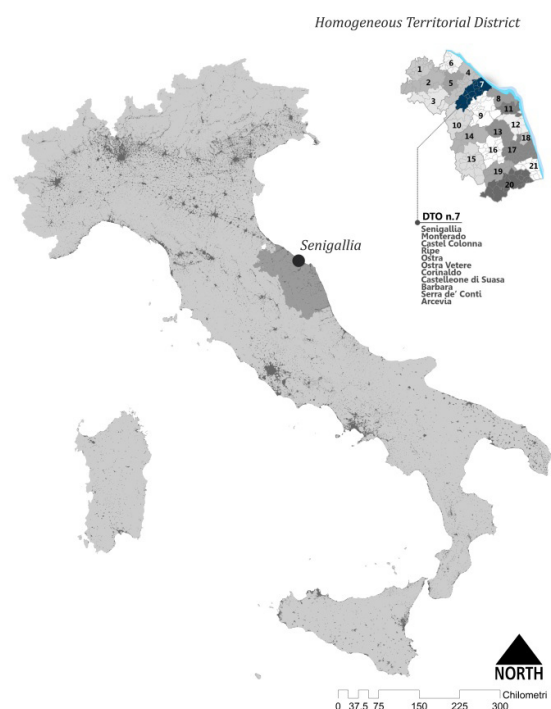 Homogeneous Territorial District
1
2
3
4
5
6
7
8
9
10
11
12
13
14
15
16
17
18
19
20
21
DTO n.7
Senigallia
Monterado
Castel Colonna
Ripe
Ostra
Ostra Vetere
Corinaldo
Castelleone di Suasa
Barbara
Serra de' Conti
Arcevia
Senigallia
NORTH
Chilometri
0 37.5 75 150 225 300